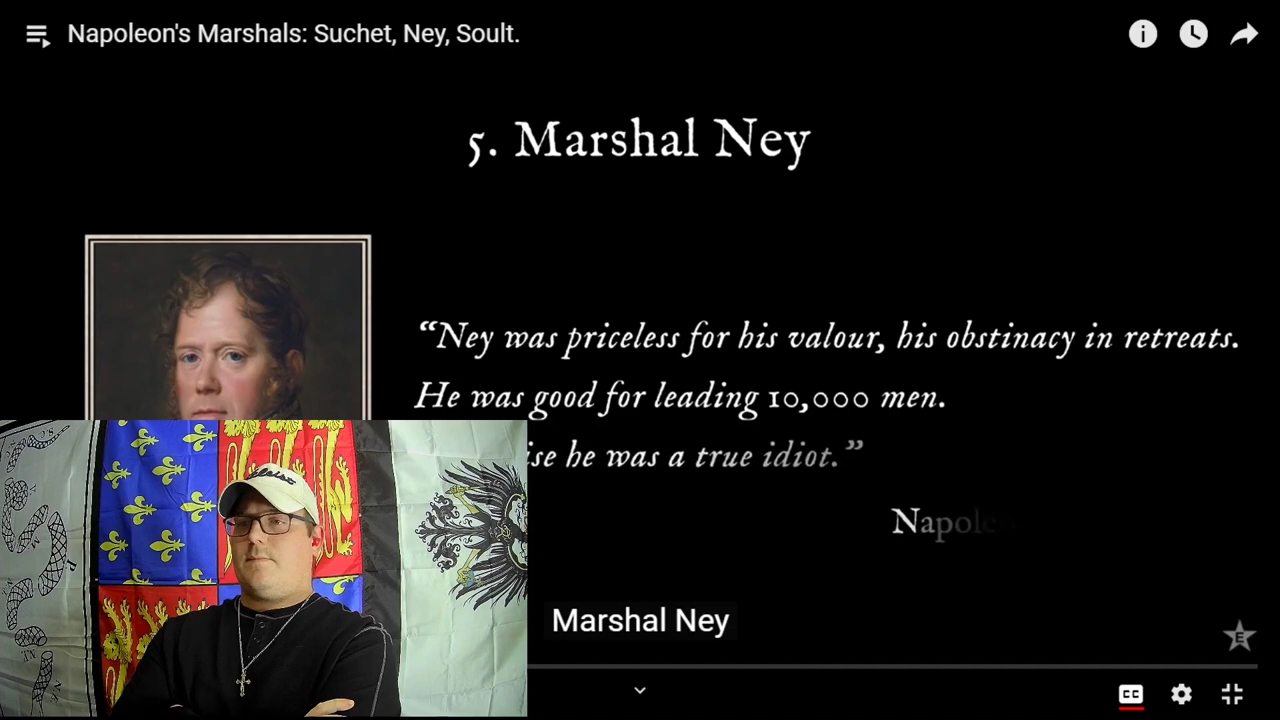 Napoleon's Marshals: Suchet, Ney, Soult.
5. Marshal Ney
“Ney was priceless for his valour, his obstinacy in retreats.
He was good for leading 10,000 men.
he was a true idiot.”
Marshal Ney
E
CC